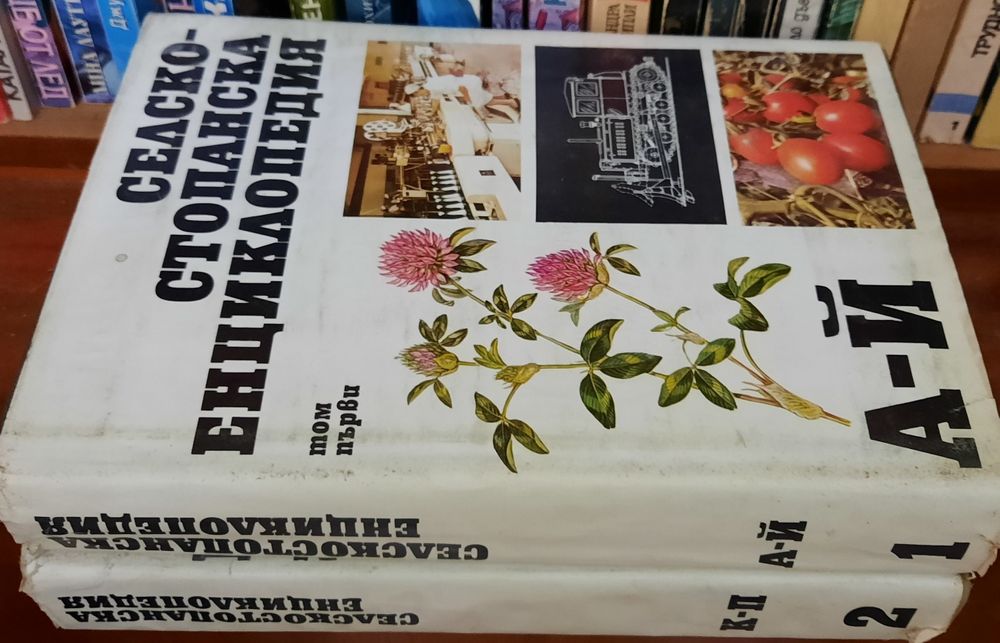 СЕЛСКО-
СТОПАНСКА
ЕНЦИКЛОПЕДИЯ
том
първи
А-Й
СЕЛСКОСТОПАНСКА
ЕНЦИКЛОПЕДИЯ
А-Й
1
СЕЛСКОСТОПАНСКА
ЕНЦИКЛОПЕДИЯ
К-П
2